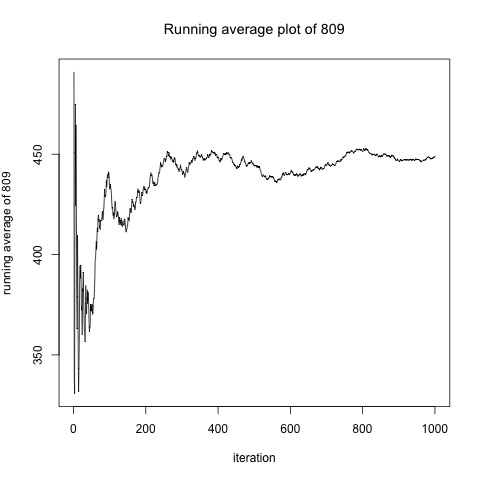 Running average plot of 809
running average of 809
450
400
350
0 200 400 600 800 1000
iteration